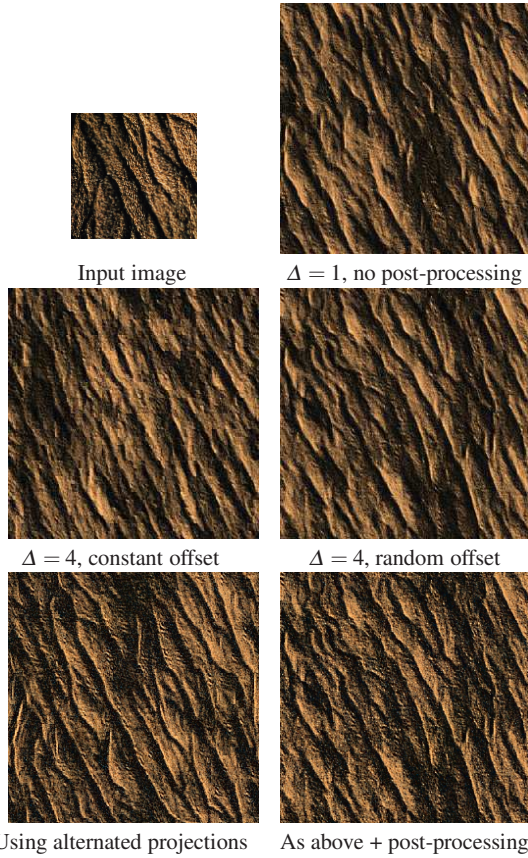 Input image
Δ = 1, no post-processing
Δ = 4, constant offset
Δ = 4, random offset
Using alternated projections
As above + post-processing